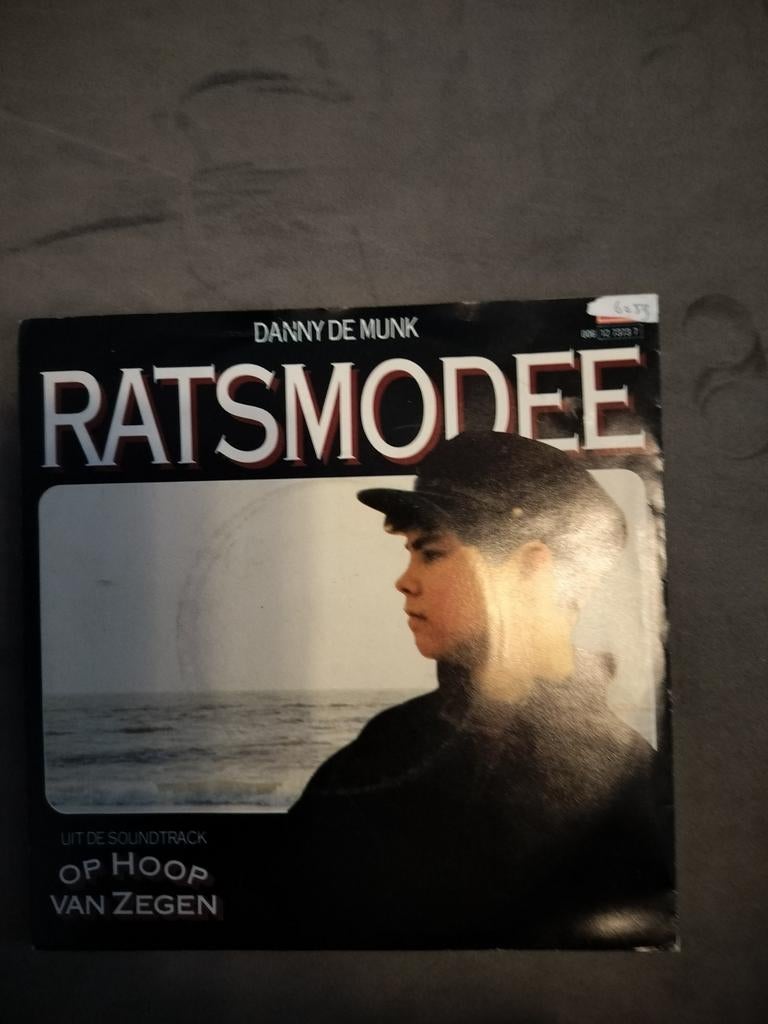 DANNY DE MUNK
RATSMODEE
UIT DE SOUNDTRACK
OP HOOP
VAN ZEGEN